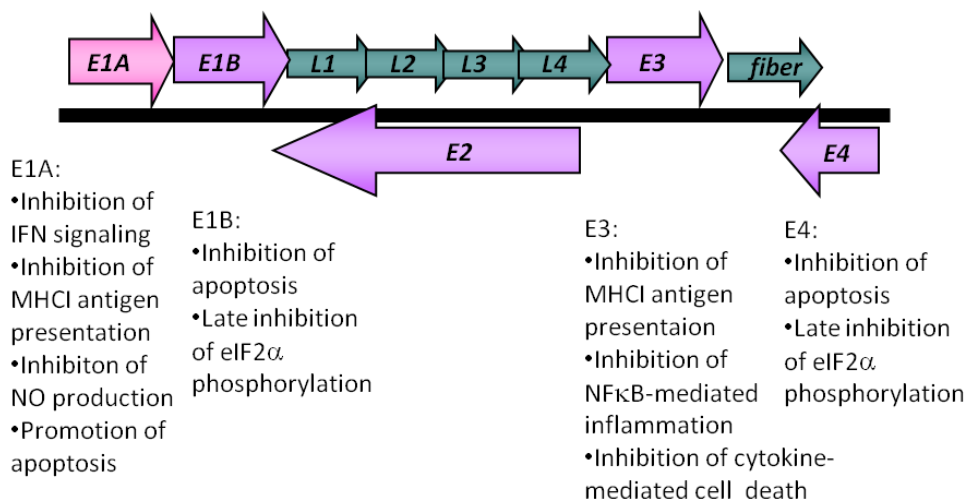 E1A E1B L1 L2 L3 L4 E3 fiber
E2 E4
E1A:
•Inhibition of
IFN signaling
•Inhibition of
MHCI antigen
presentation
•Inhibiton of
NO production
•Promotion of
apoptosis
E1B:
•Inhibition of
apoptosis
•Late inhibition
of eIF2α
phosphorylation
E3:
•Inhibition of
MHCI antigen
presentaion
•Inhibition of
NFκB-mediated
inflammation
•Inhibition of cytokine-
mediated cell death
E4:
•Inhibition of
apoptosis
•Late inhibition
of eIF2α
phosphorylation